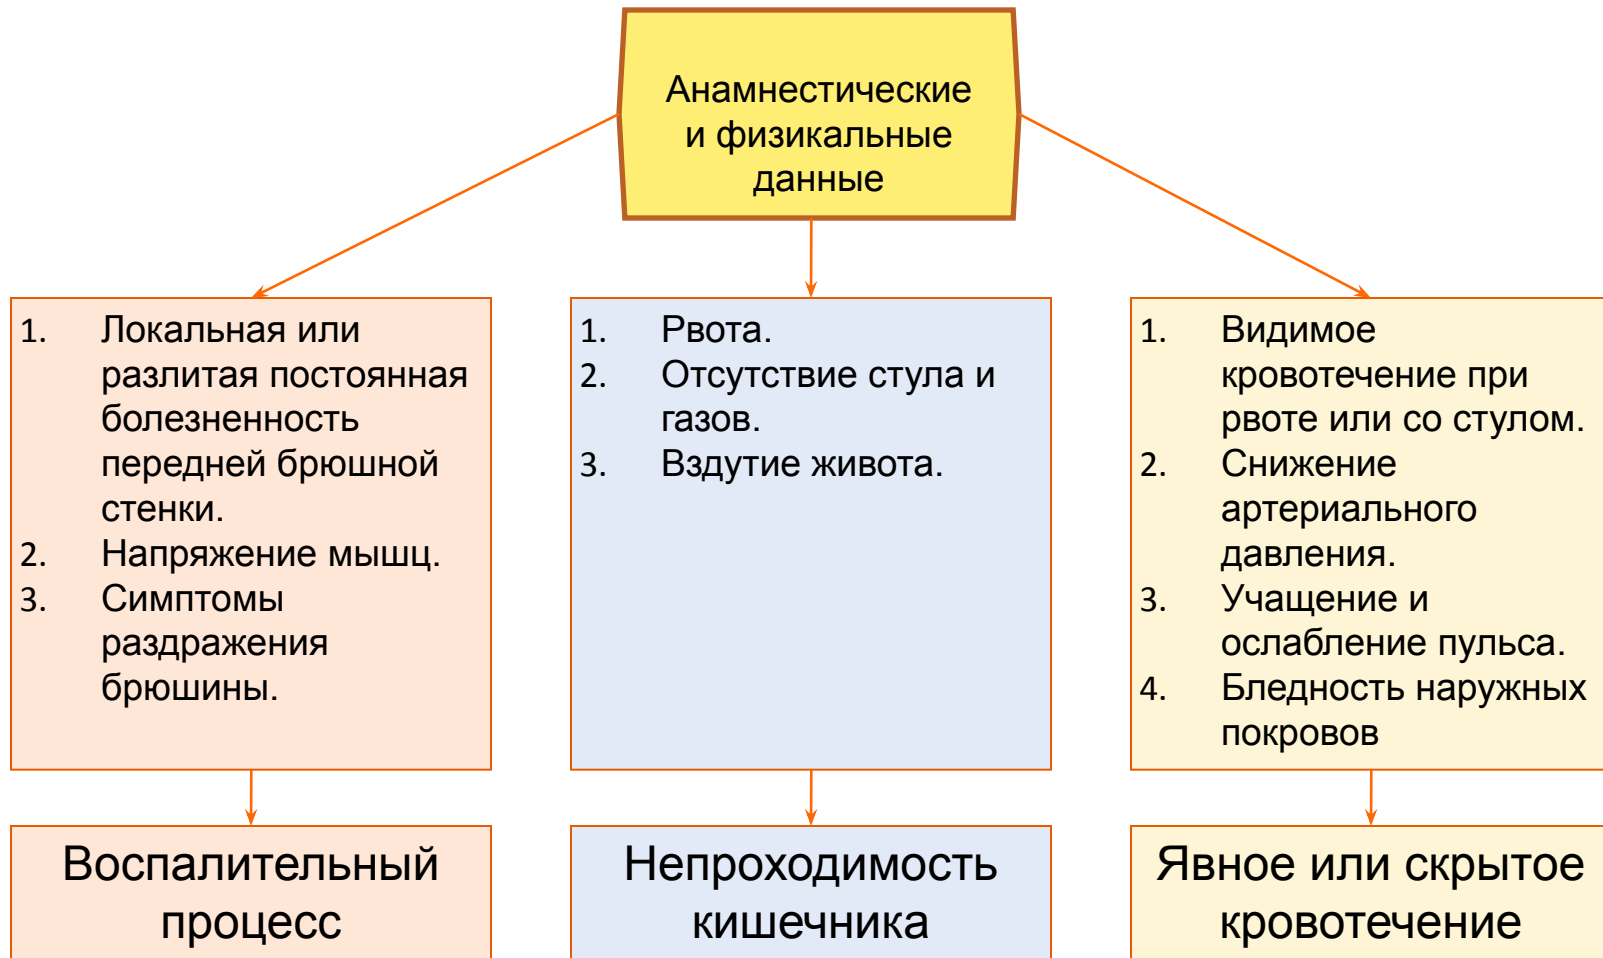 Анамнестические
и физикальные
данные
1. Локальная или
разлитая постоянная
болезненность
передней брюшной
стенки.
2. Напряжение мышц.
3. Симптомы
раздражения
брюшины.
1. Рвота.
2. Отсутствие стула и
газов.
3. Вздутие живота.
1. Видимое
кровотечение при
рвоте или со стулом.
2. Снижение
артериального
давления.
3. Учащение и
ослабление пульса.
4. Бледность наружных
покровов
Воспалительный
процесс
Непроходимость
кишечника
Явное или скрытое
кровотечение